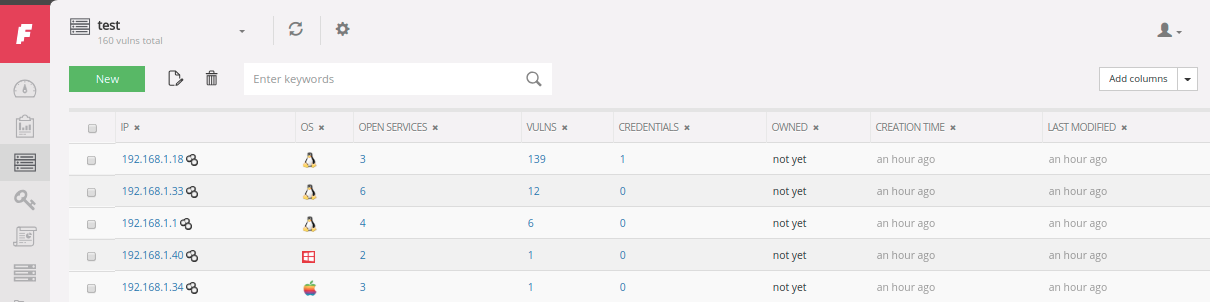 F
test
160 vulns total
New
Enter keywords
Add columns
IP × OS × OPEN SERVICES × VULNS × CREDENTIALS × OWNED × CREATION TIME × LAST MODIFIED ×
192.168.1.18 3 139 1 not yet an hour ago an hour ago
192.168.1.33 6 12 0 not yet an hour ago an hour ago
192.168.1.1 4 6 0 not yet an hour ago an hour ago
192.168.1.40 2 1 0 not yet an hour ago an hour ago
192.168.1.34 3 1 0 not yet an hour ago an hour ago